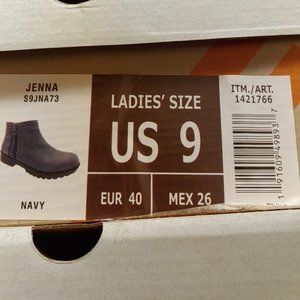 JENNA
S9JNA73
NAVY
LADIES' SIZE
US 9
EUR 40
MEX 26
ITM./ART.
1421766